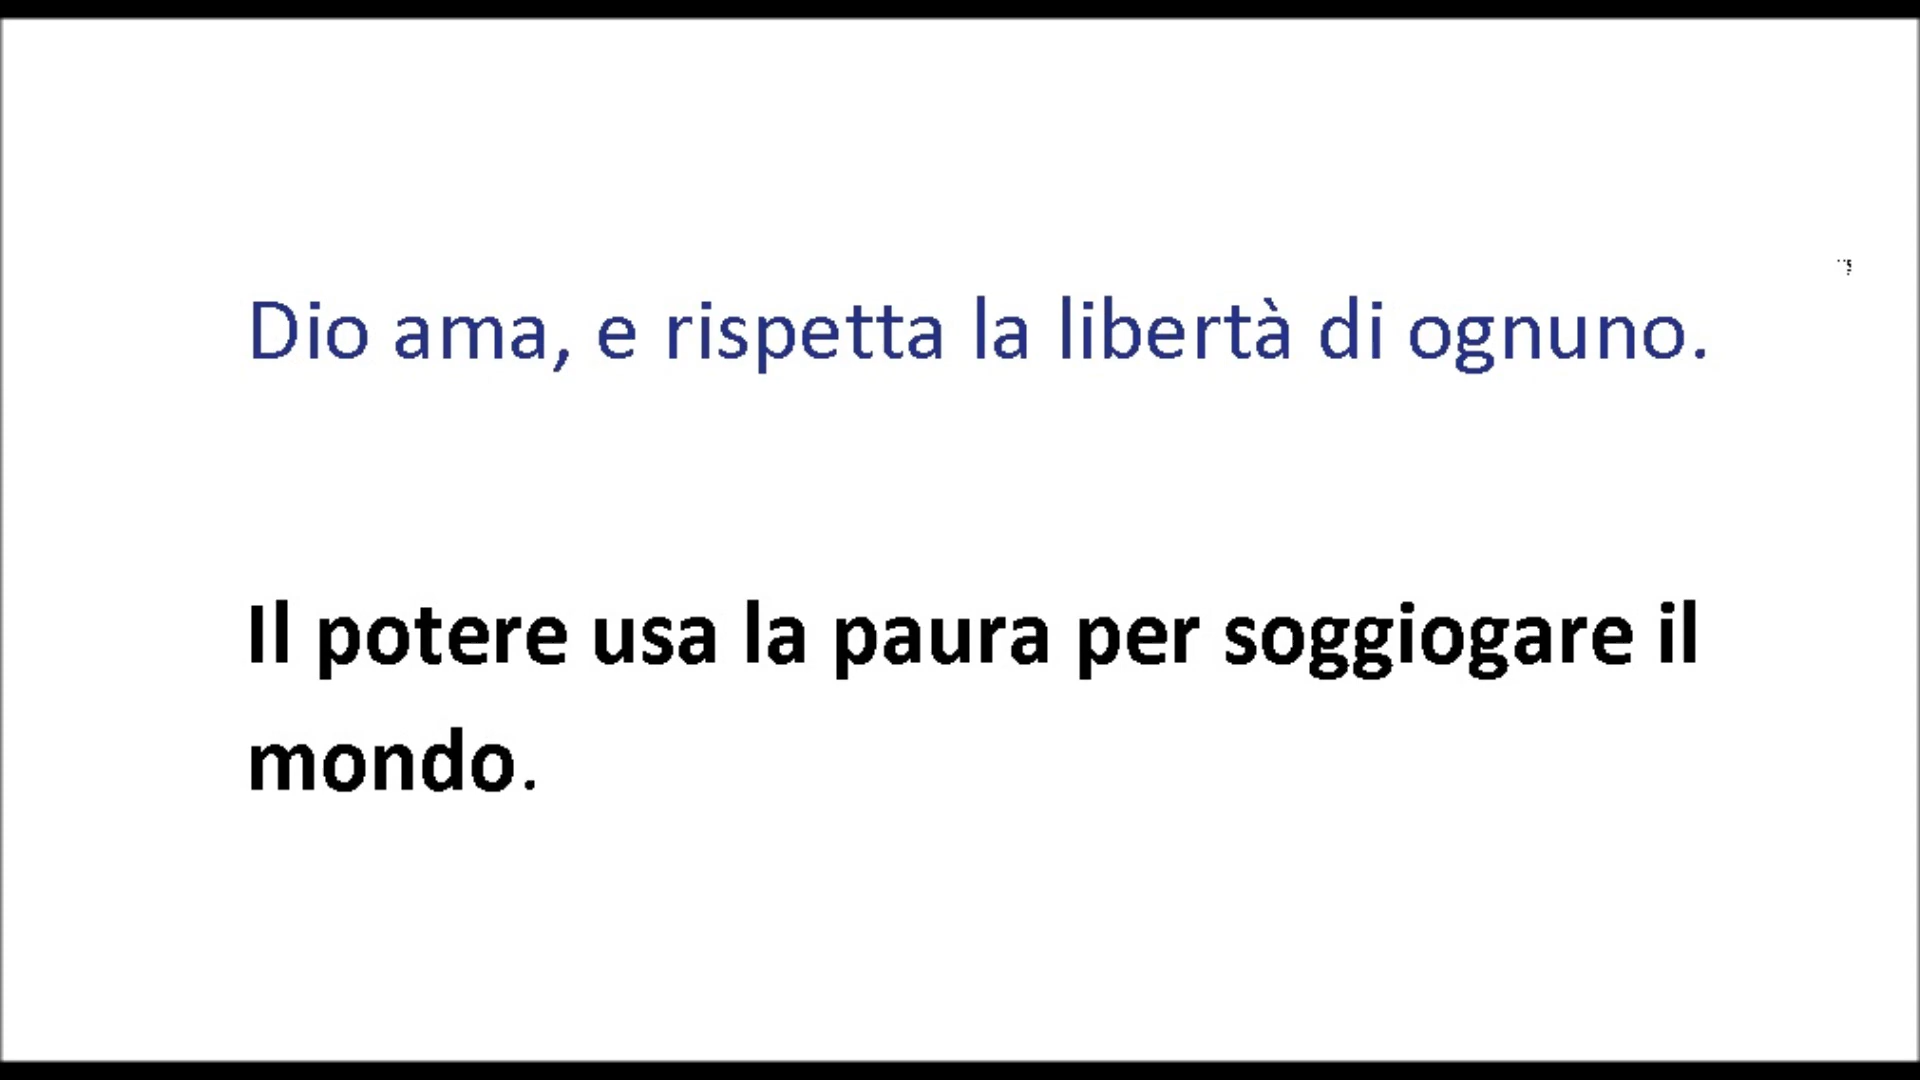 Dio ama, e rispetta la libertà di ognuno.
Il potere usa la paura per soggiogare il
mondo.